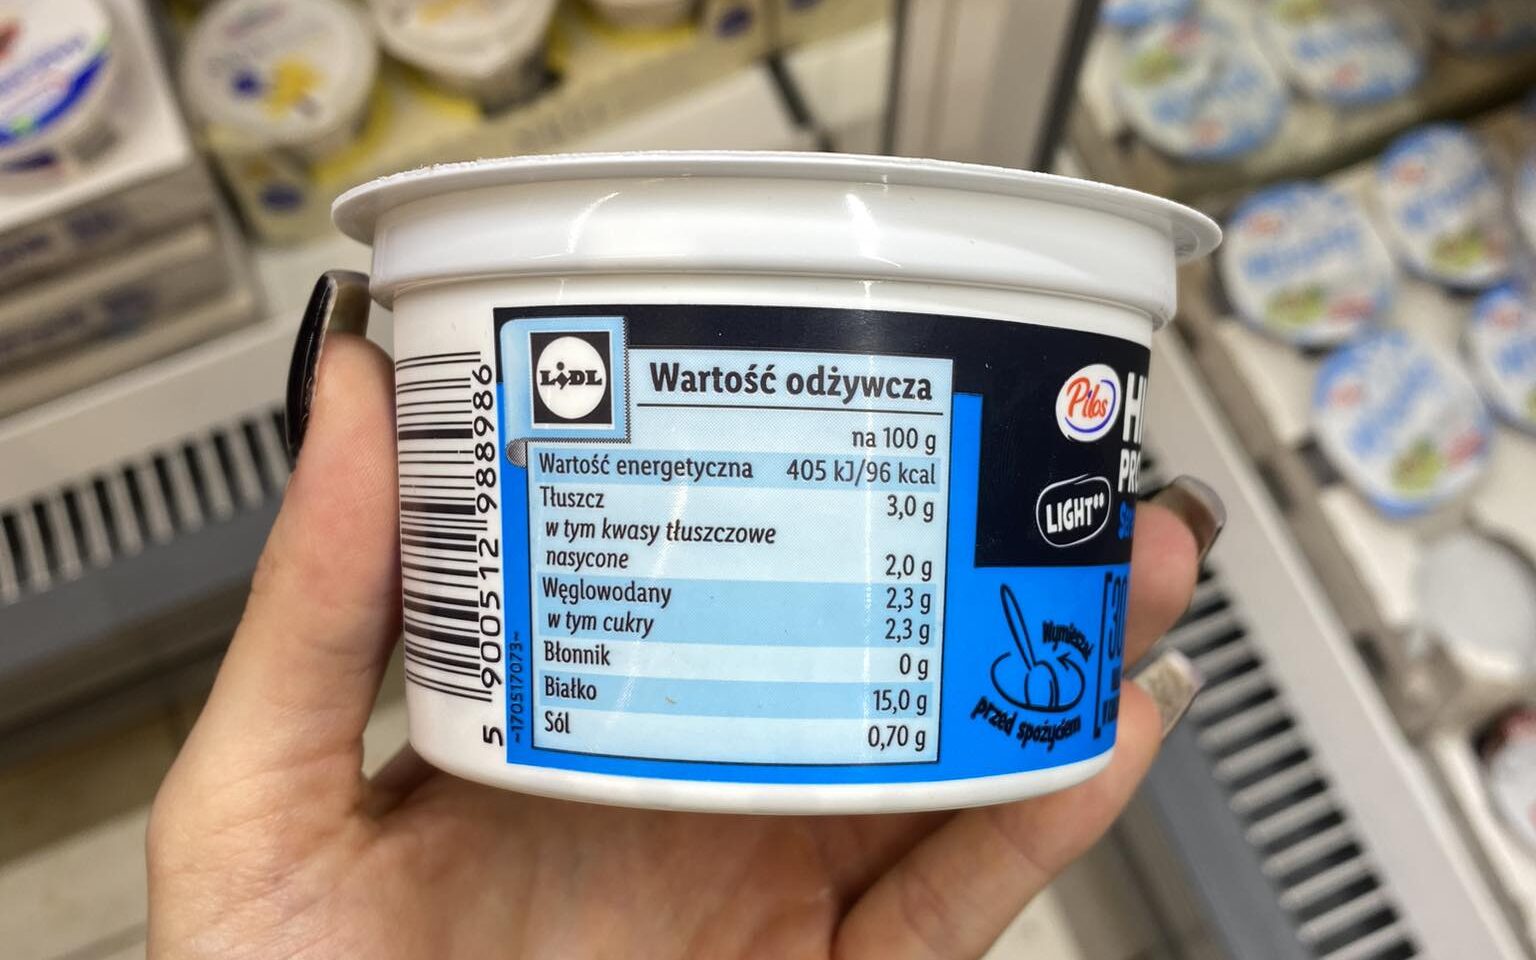 LIDL
Wartość odżywcza
na 100 g
Wartość energetyczna 405 kJ/96 kcal
Tłuszcz 3,0 g
w tym kwasy tłuszczowe
nasycone 2,0 g
Węglowodany 2,3 g
w tym cukry 2,3 g
Błonnik 0 g
Białko 15,0 g
Sól 0,70 g
5 900512 988986
~170517073~
Pilos
LIGHT**
Wymieszać
przed spożyciem